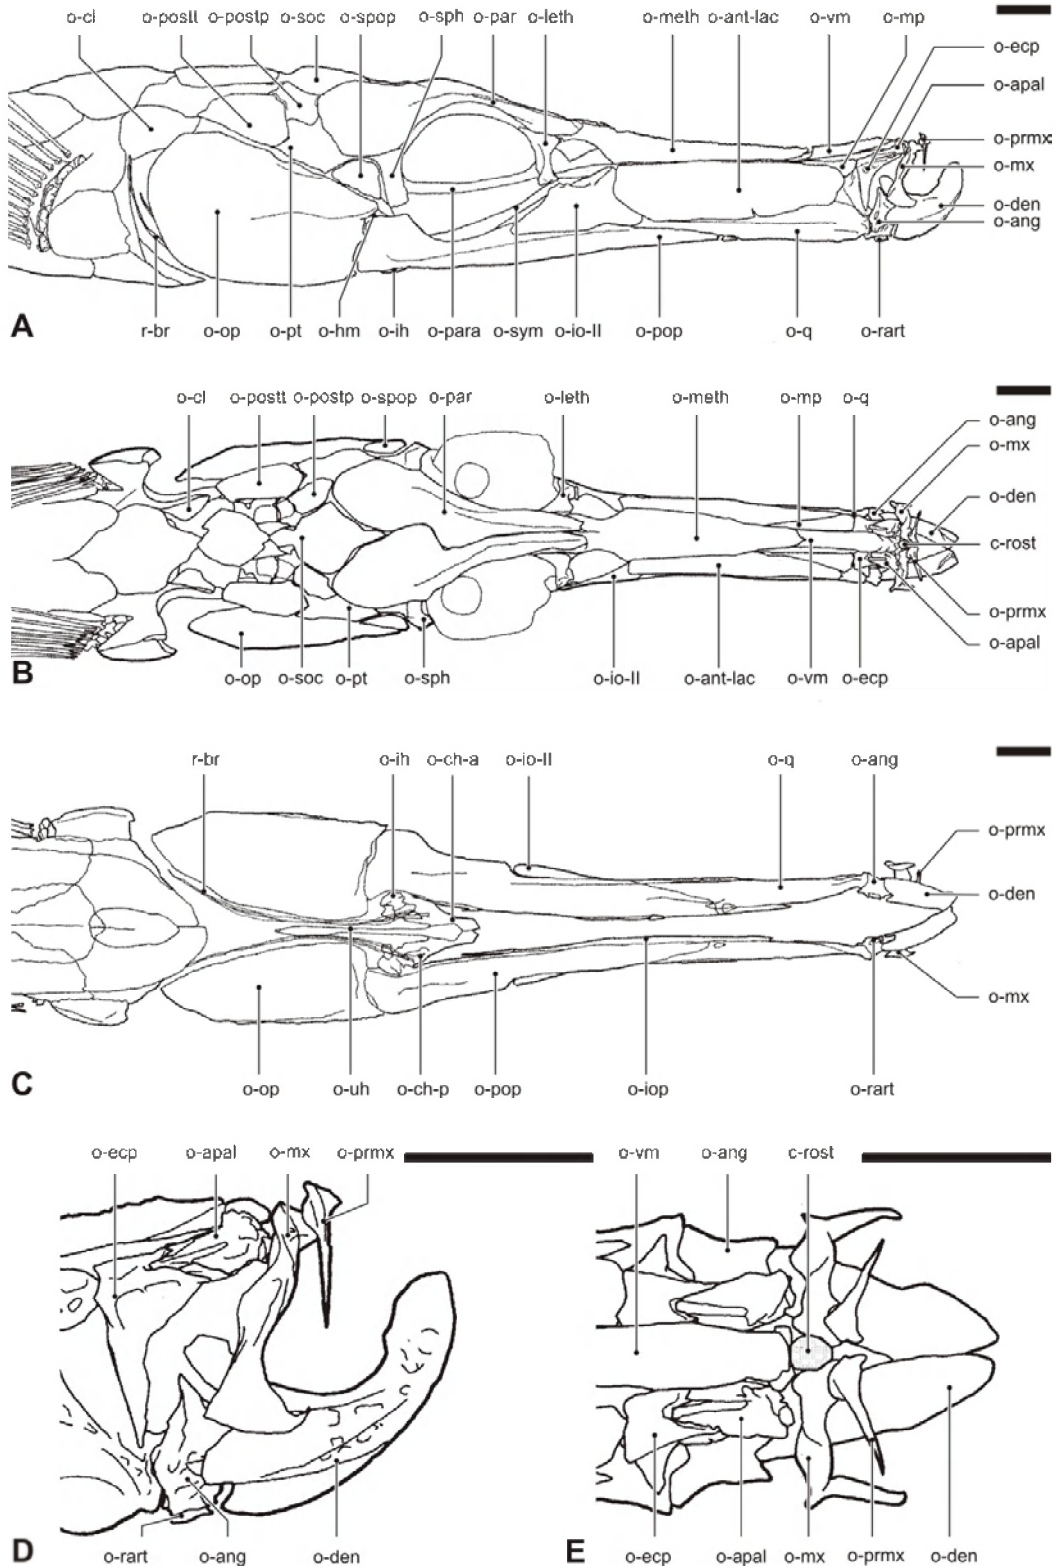 o-cl o-postt o-postp o-soc o-spop o-sph o-par o-leth o-meth o-ant-lac o-vm o-mp
o-ecp
o-apal
o-prmx
o-mx
o-den
o-ang
A r-br o-op o-pt o-hm o-ih o-para o-sym o-io-II o-pop o-q o-rart
o-cl o-postt o-postp o-spop o-par o-leth o-meth o-mp o-q
o-ang
o-mx
o-den
c-rost
o-prmx
o-apal
B o-op o-soc o-pt o-sph o-io-II o-ant-lac o-vm o-ecp
r-br o-ih o-ch-a o-io-II o-q o-ang
o-prmx
o-den
o-mx
C o-op o-uh o-ch-p o-pop o-iop o-rart
o-ecp o-apal o-mx o-prmx o-vm o-ang c-rost
D o-rart o-ang o-den E o-ecp o-apal o-mx o-prmx o-den